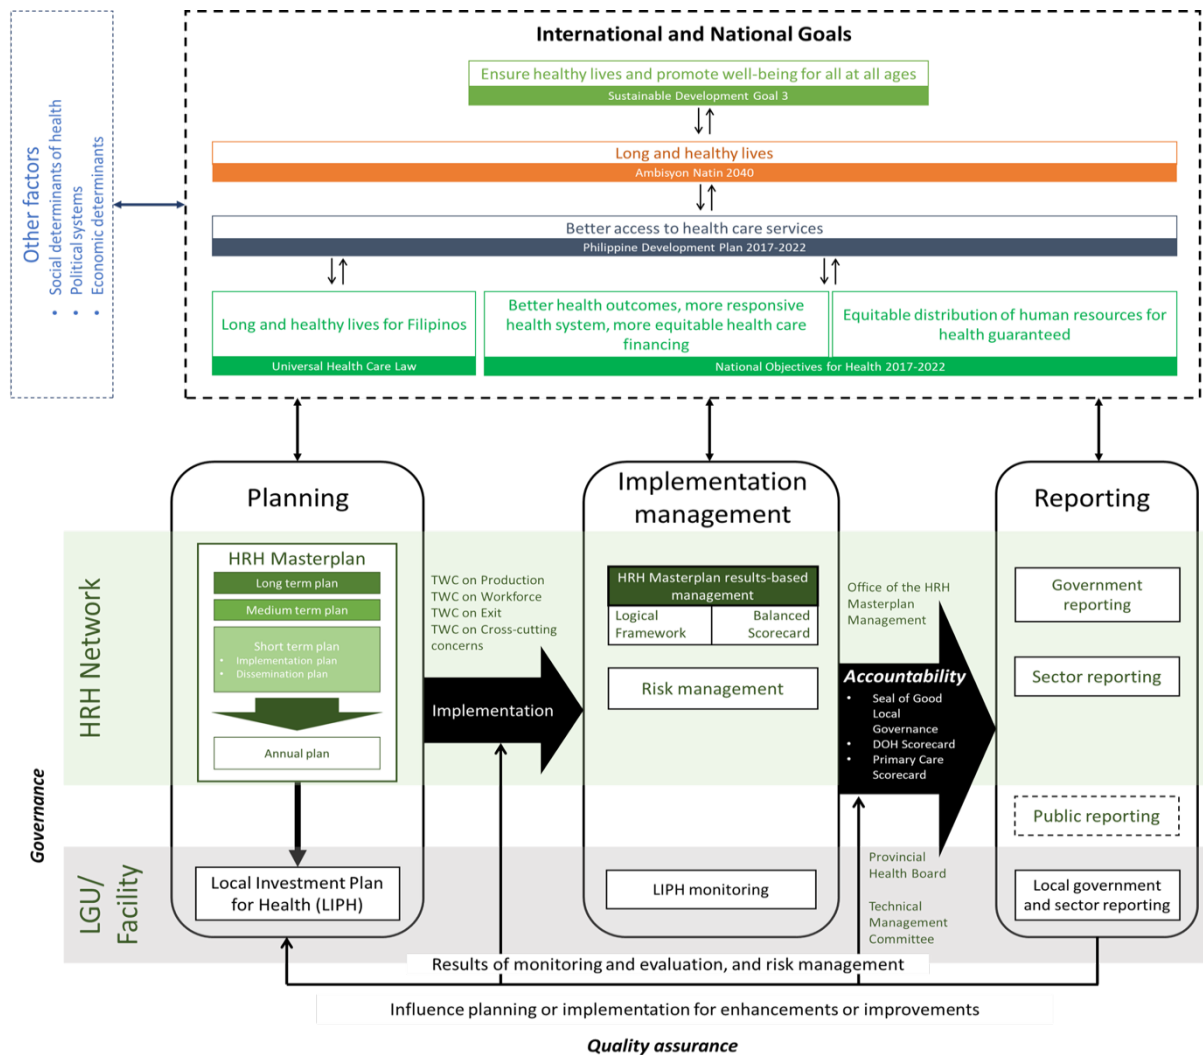 Other factors
• Social determinants of health
• Political systems
• Economic determinants
International and National Goals
Ensure healthy lives and promote well-being for all at all ages
Sustainable Development Goal 3
Long and healthy lives
Ambisyon Natin 2040
Better access to health care services
Philippine Development Plan 2017-2022
Long and healthy lives for Filipinos
Universal Health Care Law
Better health outcomes, more responsive
health system, more equitable health care
financing
Equitable distribution of human resources for
health guaranteed
National Objectives for Health 2017-2022
Governance
HRH Network
LGU/
Facility
Planning
HRH Masterplan
Long term plan
Medium term plan
Short term plan
• Implementation plan
• Dissemination plan
Annual plan
Local Investment Plan
for Health (LIPH)
TWC on Production
TWC on Workforce
TWC on Exit
TWC on Cross-cutting
concerns
Implementation
Implementation
management
HRH Masterplan results-based
management
Logical
Framework
Balanced
Scorecard
Risk management
LIPH monitoring
Office of the HRH
Masterplan
Management
Accountability
• Seal of Good
Local
Governance
• DOH Scorecard
• Primary Care
Scorecard
Provincial
Health Board
Technical
Management
Committee
Reporting
Government
reporting
Sector reporting
Public reporting
Local government
and sector reporting
Results of monitoring and evaluation, and risk management
Influence planning or implementation for enhancements or improvements
Quality assurance